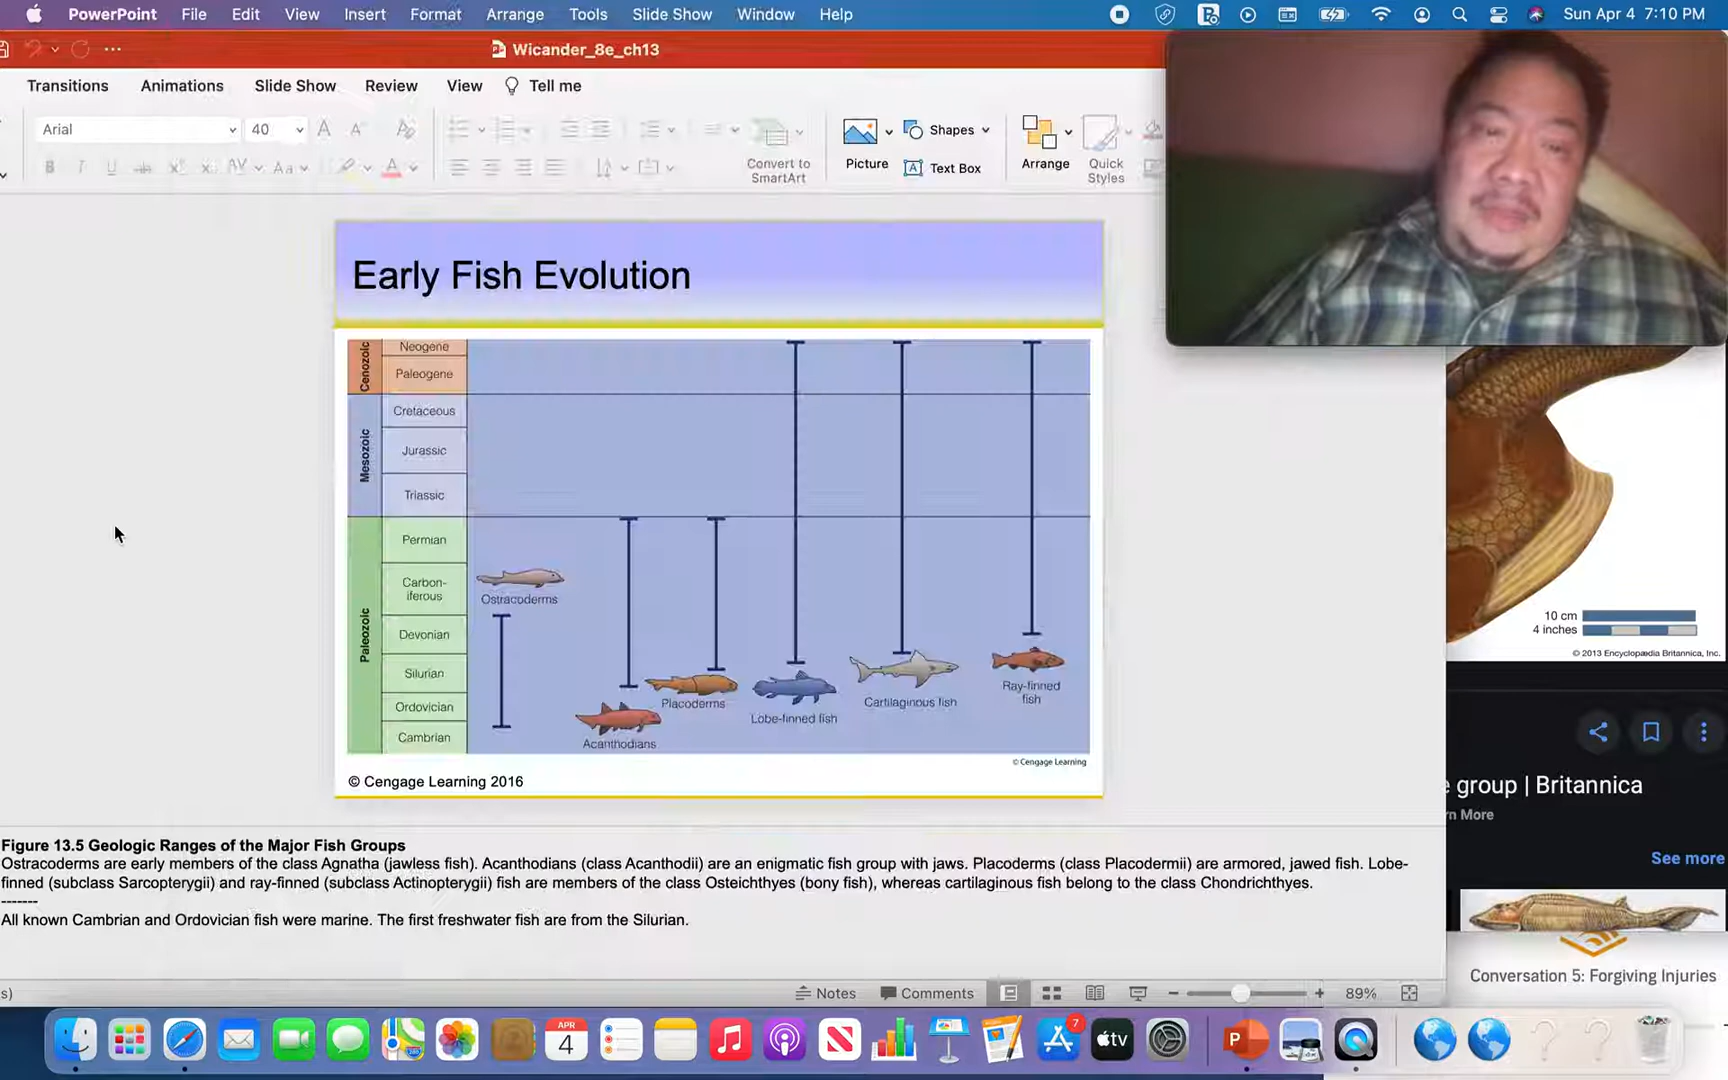 PowerPoint File Edit View Insert Format Arrange Tools Slide Show Window Help Sun Apr 4 7:10 PM
Wicander_8e_ch13
Transitions Animations Slide Show Review View Tell me
Arial 40
Shapes
Text Box
Picture
Convert to
SmartArt
Arrange
Quick
Styles
Early Fish Evolution
Cenozoic
Neogene
Paleogene
Mesozoic
Cretaceous
Jurassic
Triassic
Paleozoic
Permian
Carbon-
iferous
Devonian
Silurian
Ordovician
Cambrian
Ostracoderms
Acanthodians
Placoderms
Lobe-finned fish
Cartilaginous fish
Ray-finned
fish
© Cengage Learning
© Cengage Learning 2016
Figure 13.5 Geologic Ranges of the Major Fish Groups
Ostracoderms are early members of the class Agnatha (jawless fish). Acanthodians (class Acanthodii) are an enigmatic fish group with jaws. Placoderms (class Placodermii) are armored, jawed fish. Lobe-
finned (subclass Sarcopterygii) and ray-finned (subclass Actinopterygii) fish are members of the class Osteichthyes (bony fish), whereas cartilaginous fish belong to the class Chondrichthyes.
-------
All known Cambrian and Ordovician fish were marine. The first freshwater fish are from the Silurian.
s)
Notes Comments 89%
10 cm
4 inches
© 2013 Encyclopædia Britannica, Inc.
group | Britannica
n More
See more
Conversation 5: Forgiving Injuries
APR
4
7
tv